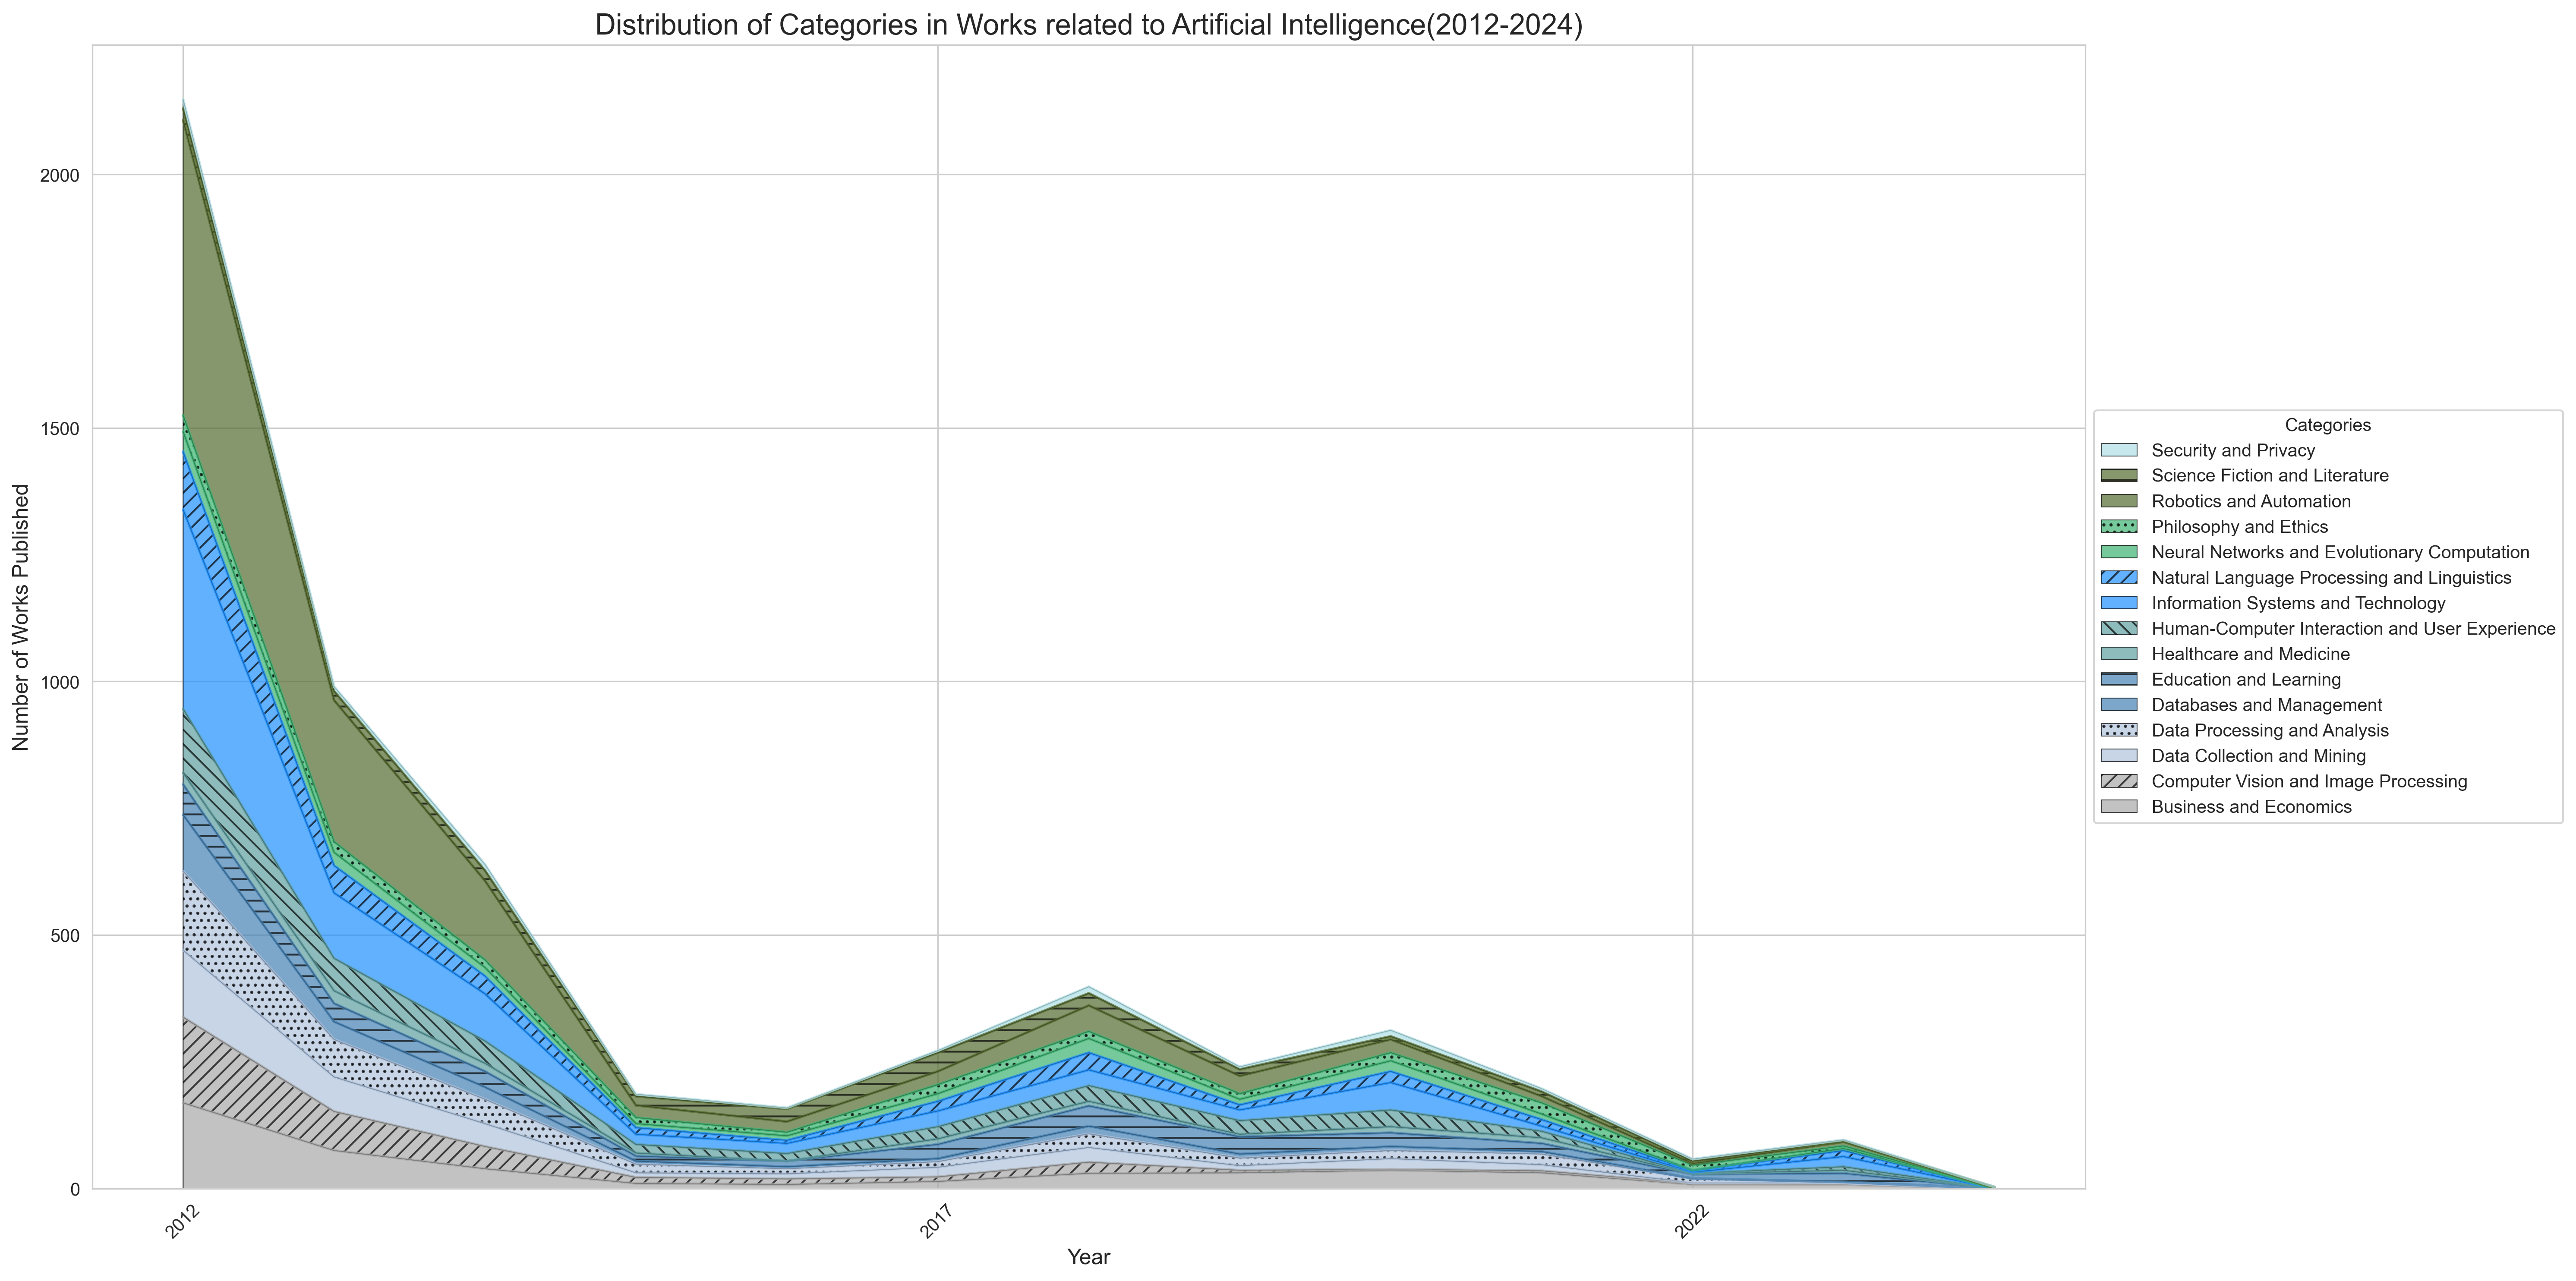 Distribution of Categories in Works related to Artificial Intelligence(2012-2024)
Number of Works Published
2000
1500
1000
500
0
2012
2017
2022
Year
Categories
Security and Privacy
Science Fiction and Literature
Robotics and Automation
Philosophy and Ethics
Neural Networks and Evolutionary Computation
Natural Language Processing and Linguistics
Information Systems and Technology
Human-Computer Interaction and User Experience
Healthcare and Medicine
Education and Learning
Databases and Management
Data Processing and Analysis
Data Collection and Mining
Computer Vision and Image Processing
Business and Economics